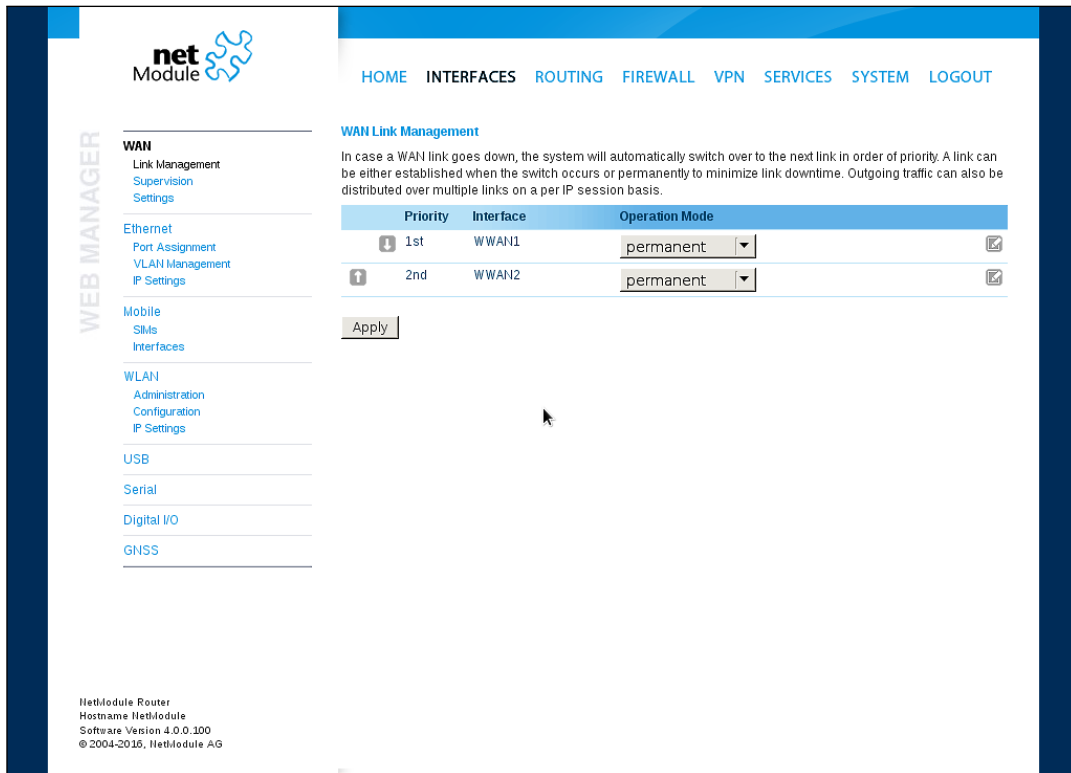 net
Module
HOME INTERFACES ROUTING FIREWALL VPN SERVICES SYSTEM LOGOUT
WEB MANAGER
WAN
Link Management
Supervision
Settings
Ethernet
Port Assignment
VLAN Management
IP Settings
Mobile
SIMs
Interfaces
WLAN
Administration
Configuration
IP Settings
USB
Serial
Digital I/O
GNSS
WAN Link Management
In case a WAN link goes down, the system will automatically switch over to the next link in order of priority. A link can
be either established when the switch occurs or permanently to minimize link downtime. Outgoing traffic can also be
distributed over multiple links on a per IP session basis.
Priority Interface Operation Mode
1st WWAN1 permanent
2nd WWAN2 permanent
Apply
NetModule Router
Hostname NetModule
Software Version 4.0.0.100
© 2004-2016, NetModule AG